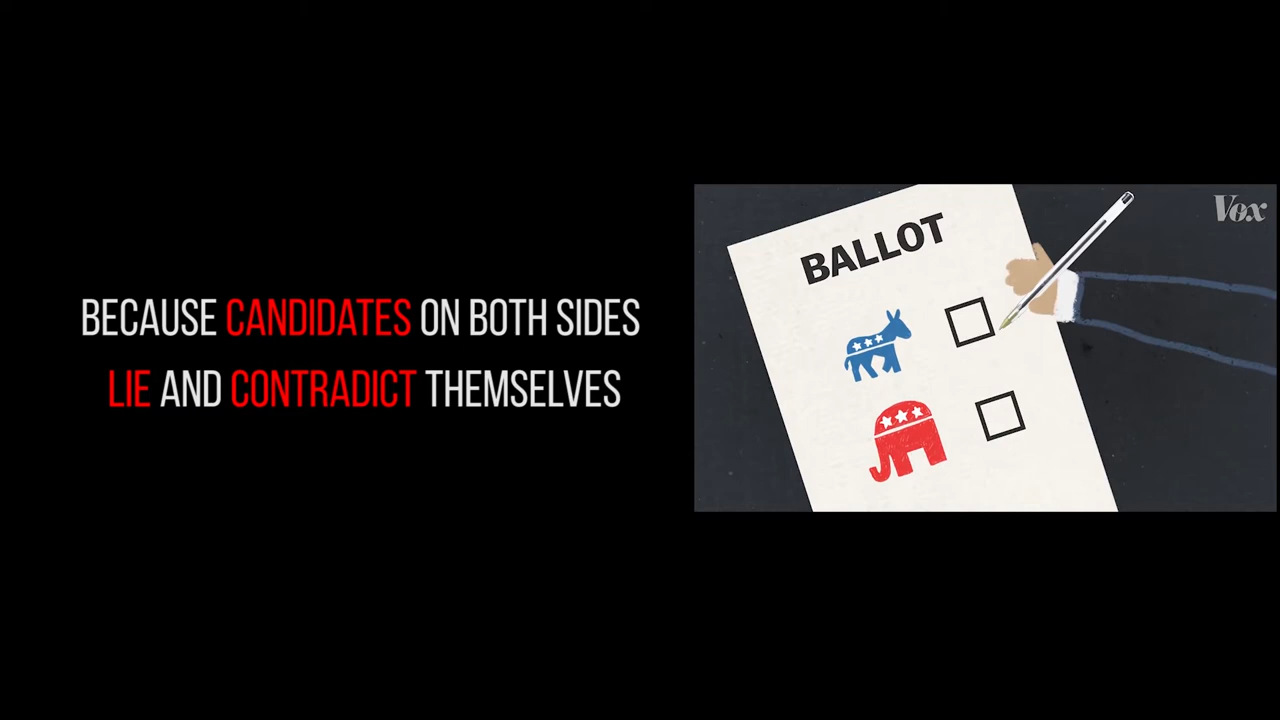 BECAUSE CANDIDATES ON BOTH SIDES
LIE AND CONTRADICT THEMSELVES
Vox
BALLOT